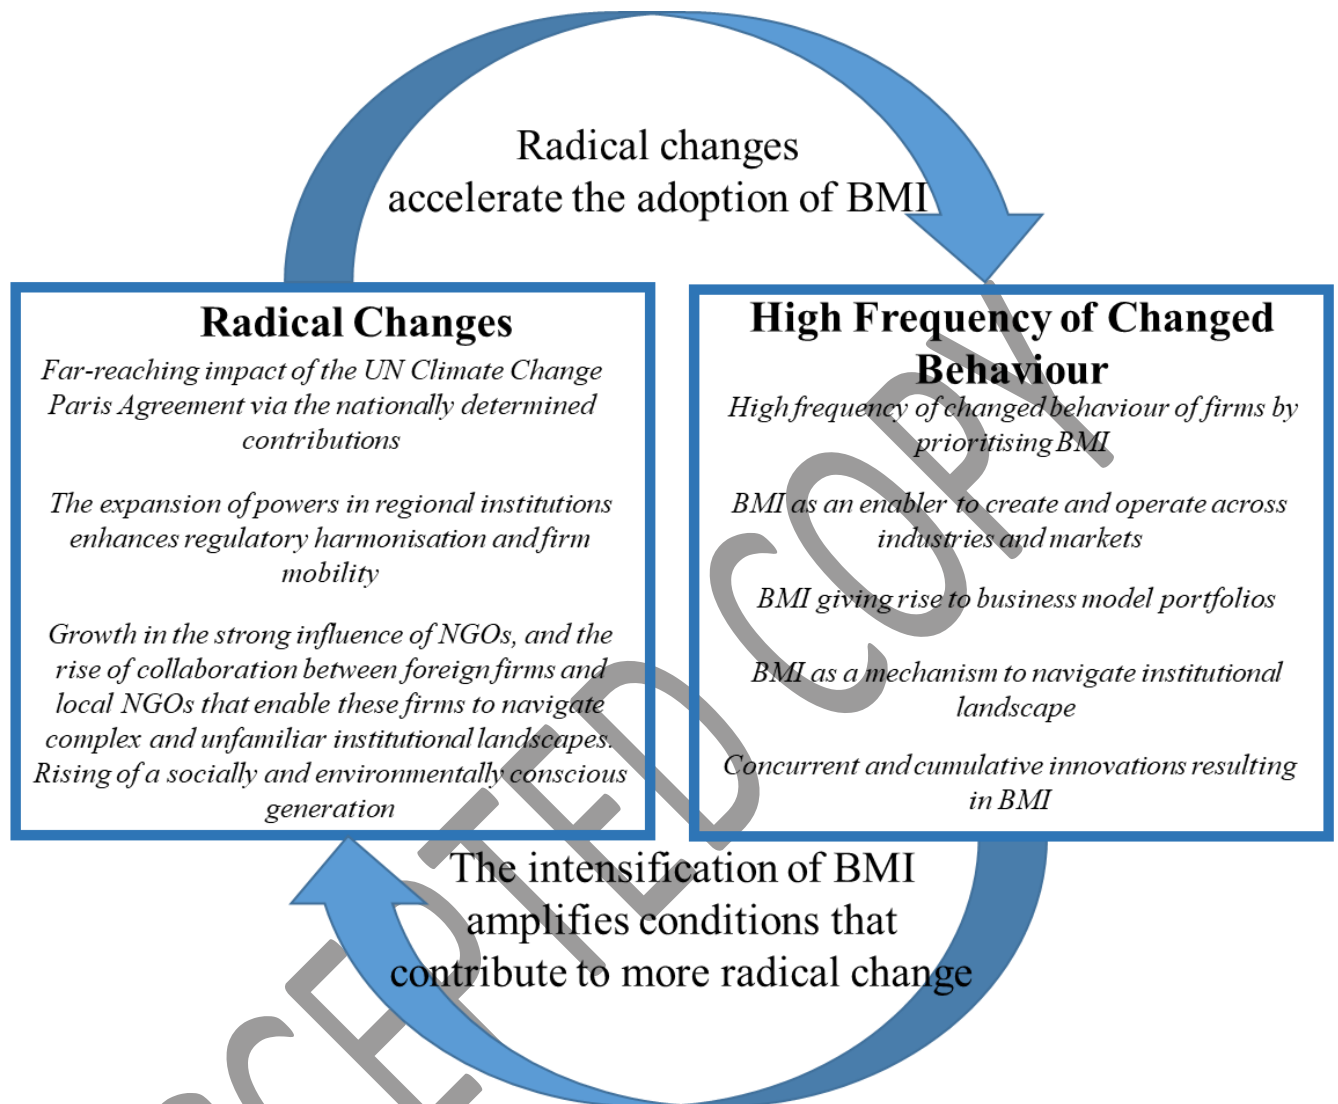 Radical changes
accelerate the adoption of BMI
Radical Changes
Far-reaching impact of the UN Climate Change
Paris Agreement via the nationally determined
contributions
The expansion of powers in regional institutions
enhances regulatory harmonisation and firm
mobility
Growth in the strong influence of NGOs, and the
rise of collaboration between foreign firms and
local NGOs that enable these firms to navigate
complex and unfamiliar institutional landscapes.
Rising of a socially and environmentally conscious
generation
High Frequency of Changed
Behaviour
High frequency of changed behaviour of firms by
prioritising BMI
BMI as an enabler to create and operate across
industries and markets
BMI giving rise to business model portfolios
BMI as a mechanism to navigate institutional
landscape
Concurrent and cumulative innovations resulting
in BMI
The intensification of BMI
amplifies conditions that
contribute to more radical change
CCEPTED COPY